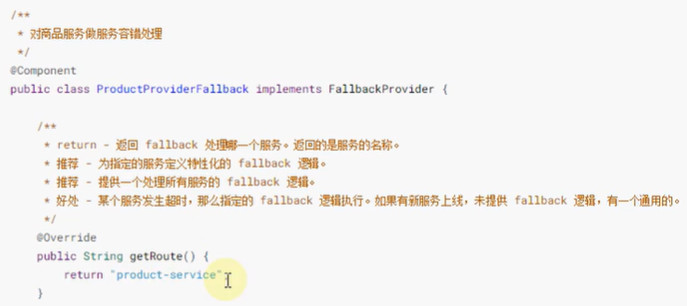 /**
* 对商品服务做服务容错处理
*/
@Component
public class ProductProviderFallback implements FallbackProvider {
/**
* return - 返回 fallback 处理哪一个服务。返回的是服务的名称。
* 推荐 - 为指定的服务定义特性化的 fallback 逻辑。
* 推荐 - 提供一个处理所有服务的 fallback 逻辑。
* 好处 - 某个服务发生超时，那么指定的 fallback 逻辑执行。如果有新服务上线，未提供 fallback 逻辑，有一个通用的。
*/
@Override
public String getRoute() {
return "product-service"
}